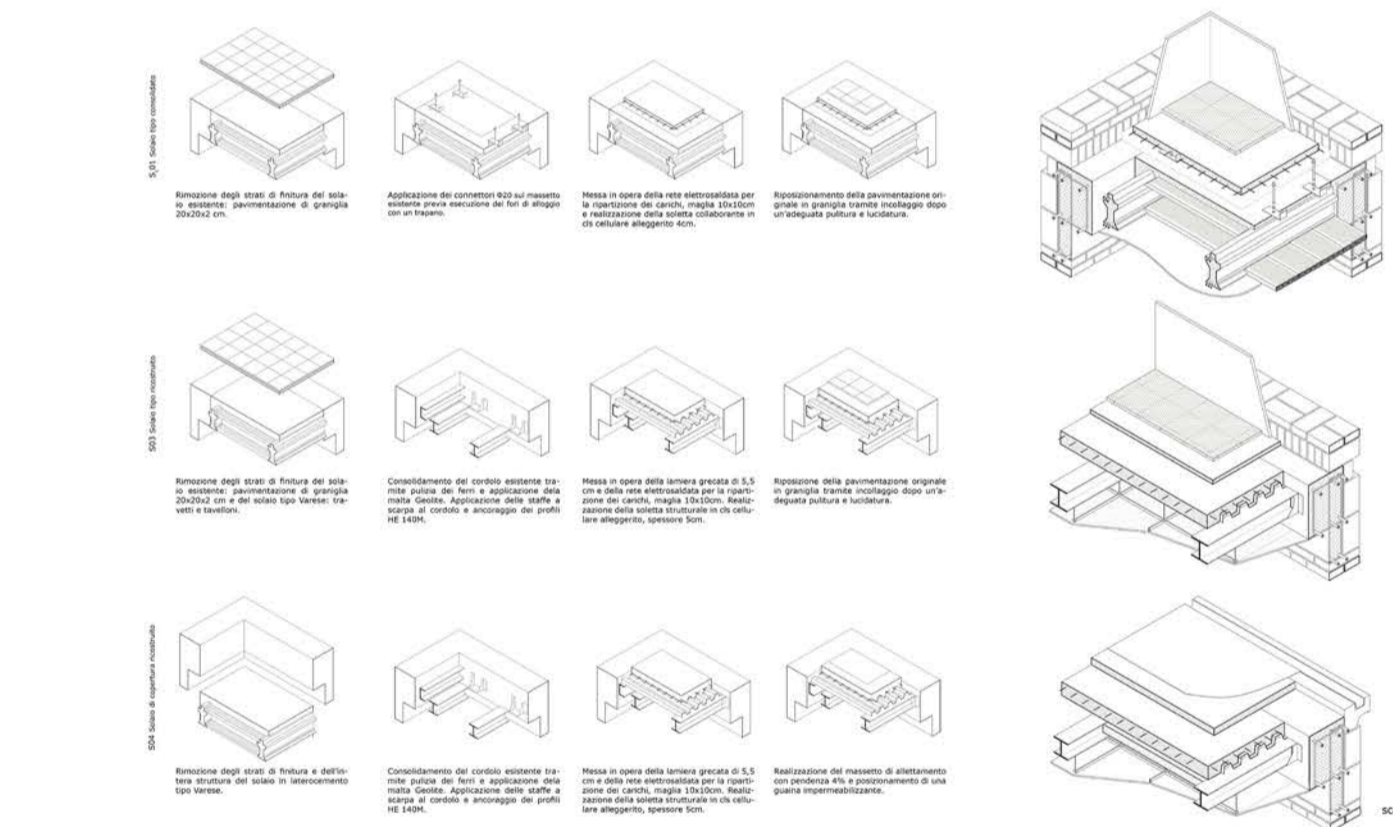 S,01 Solaio tipo consolidato
Rimozione degli strati di finitura del sola-
io esistente: pavimentazione di graniglia
20x20x2 cm.
Applicazione dei connettori Φ20 sul massetto
esistente previa esecuzione dei fori di alloggio
con un trapano.
Messa in opera della rete elettrosaldata per
la ripartizione dei carichi, maglia 10x10cm
e realizzazione della soletta collaborante in
cls cellulare alleggerito 4cm.
Riposizionamento della pavimentazione ori-
ginale in graniglia tramite incollaggio dopo
un'adeguata pulitura e lucidatura.
S03 Solaio tipo ricostruito
Rimozione degli strati di finitura del sola-
io esistente: pavimentazione di graniglia
20x20x2 cm e del solaio tipo Varese: tra-
vetti e tavelloni.
Consolidamento del cordolo esistente tra-
mite pulizia dei ferri e applicazione dela
malta Geolite. Applicazione delle staffe a
scarpa al cordolo e ancoraggio dei profili
HE 140M.
Messa in opera della lamiera grecata di 5,5
cm e della rete elettrosaldata per la riparti-
zione dei carichi, maglia 10x10cm. Realiz-
zazione della soletta strutturale in cls cellu-
lare alleggerito, spessore 5cm.
Riposizione della pavimentazione originale
in graniglia tramite incollaggio dopo un'a-
deguata pulitura e lucidatura.
S04 Solaio di copertura ricostruito
Rimozione degli strati di finitura e dell'in-
tera struttura del solaio in laterocemento
tipo Varese.
Consolidamento del cordolo esistente tra-
mite pulizia dei ferri e applicazione dela
malta Geolite. Applicazione delle staffe a
scarpa al cordolo e ancoraggio dei profili
HE 140M.
Messa in opera della lamiera grecata di 5,5
cm e della rete elettrosaldata per la riparti-
zione dei carichi, maglia 10x10cm. Realiz-
zazione della soletta strutturale in cls cellu-
lare alleggerito, spessore 5cm.
Realizzazione del massetto di allettamento
con pendenza 4% e posizionamento di una
guaina impermeabilizzante.